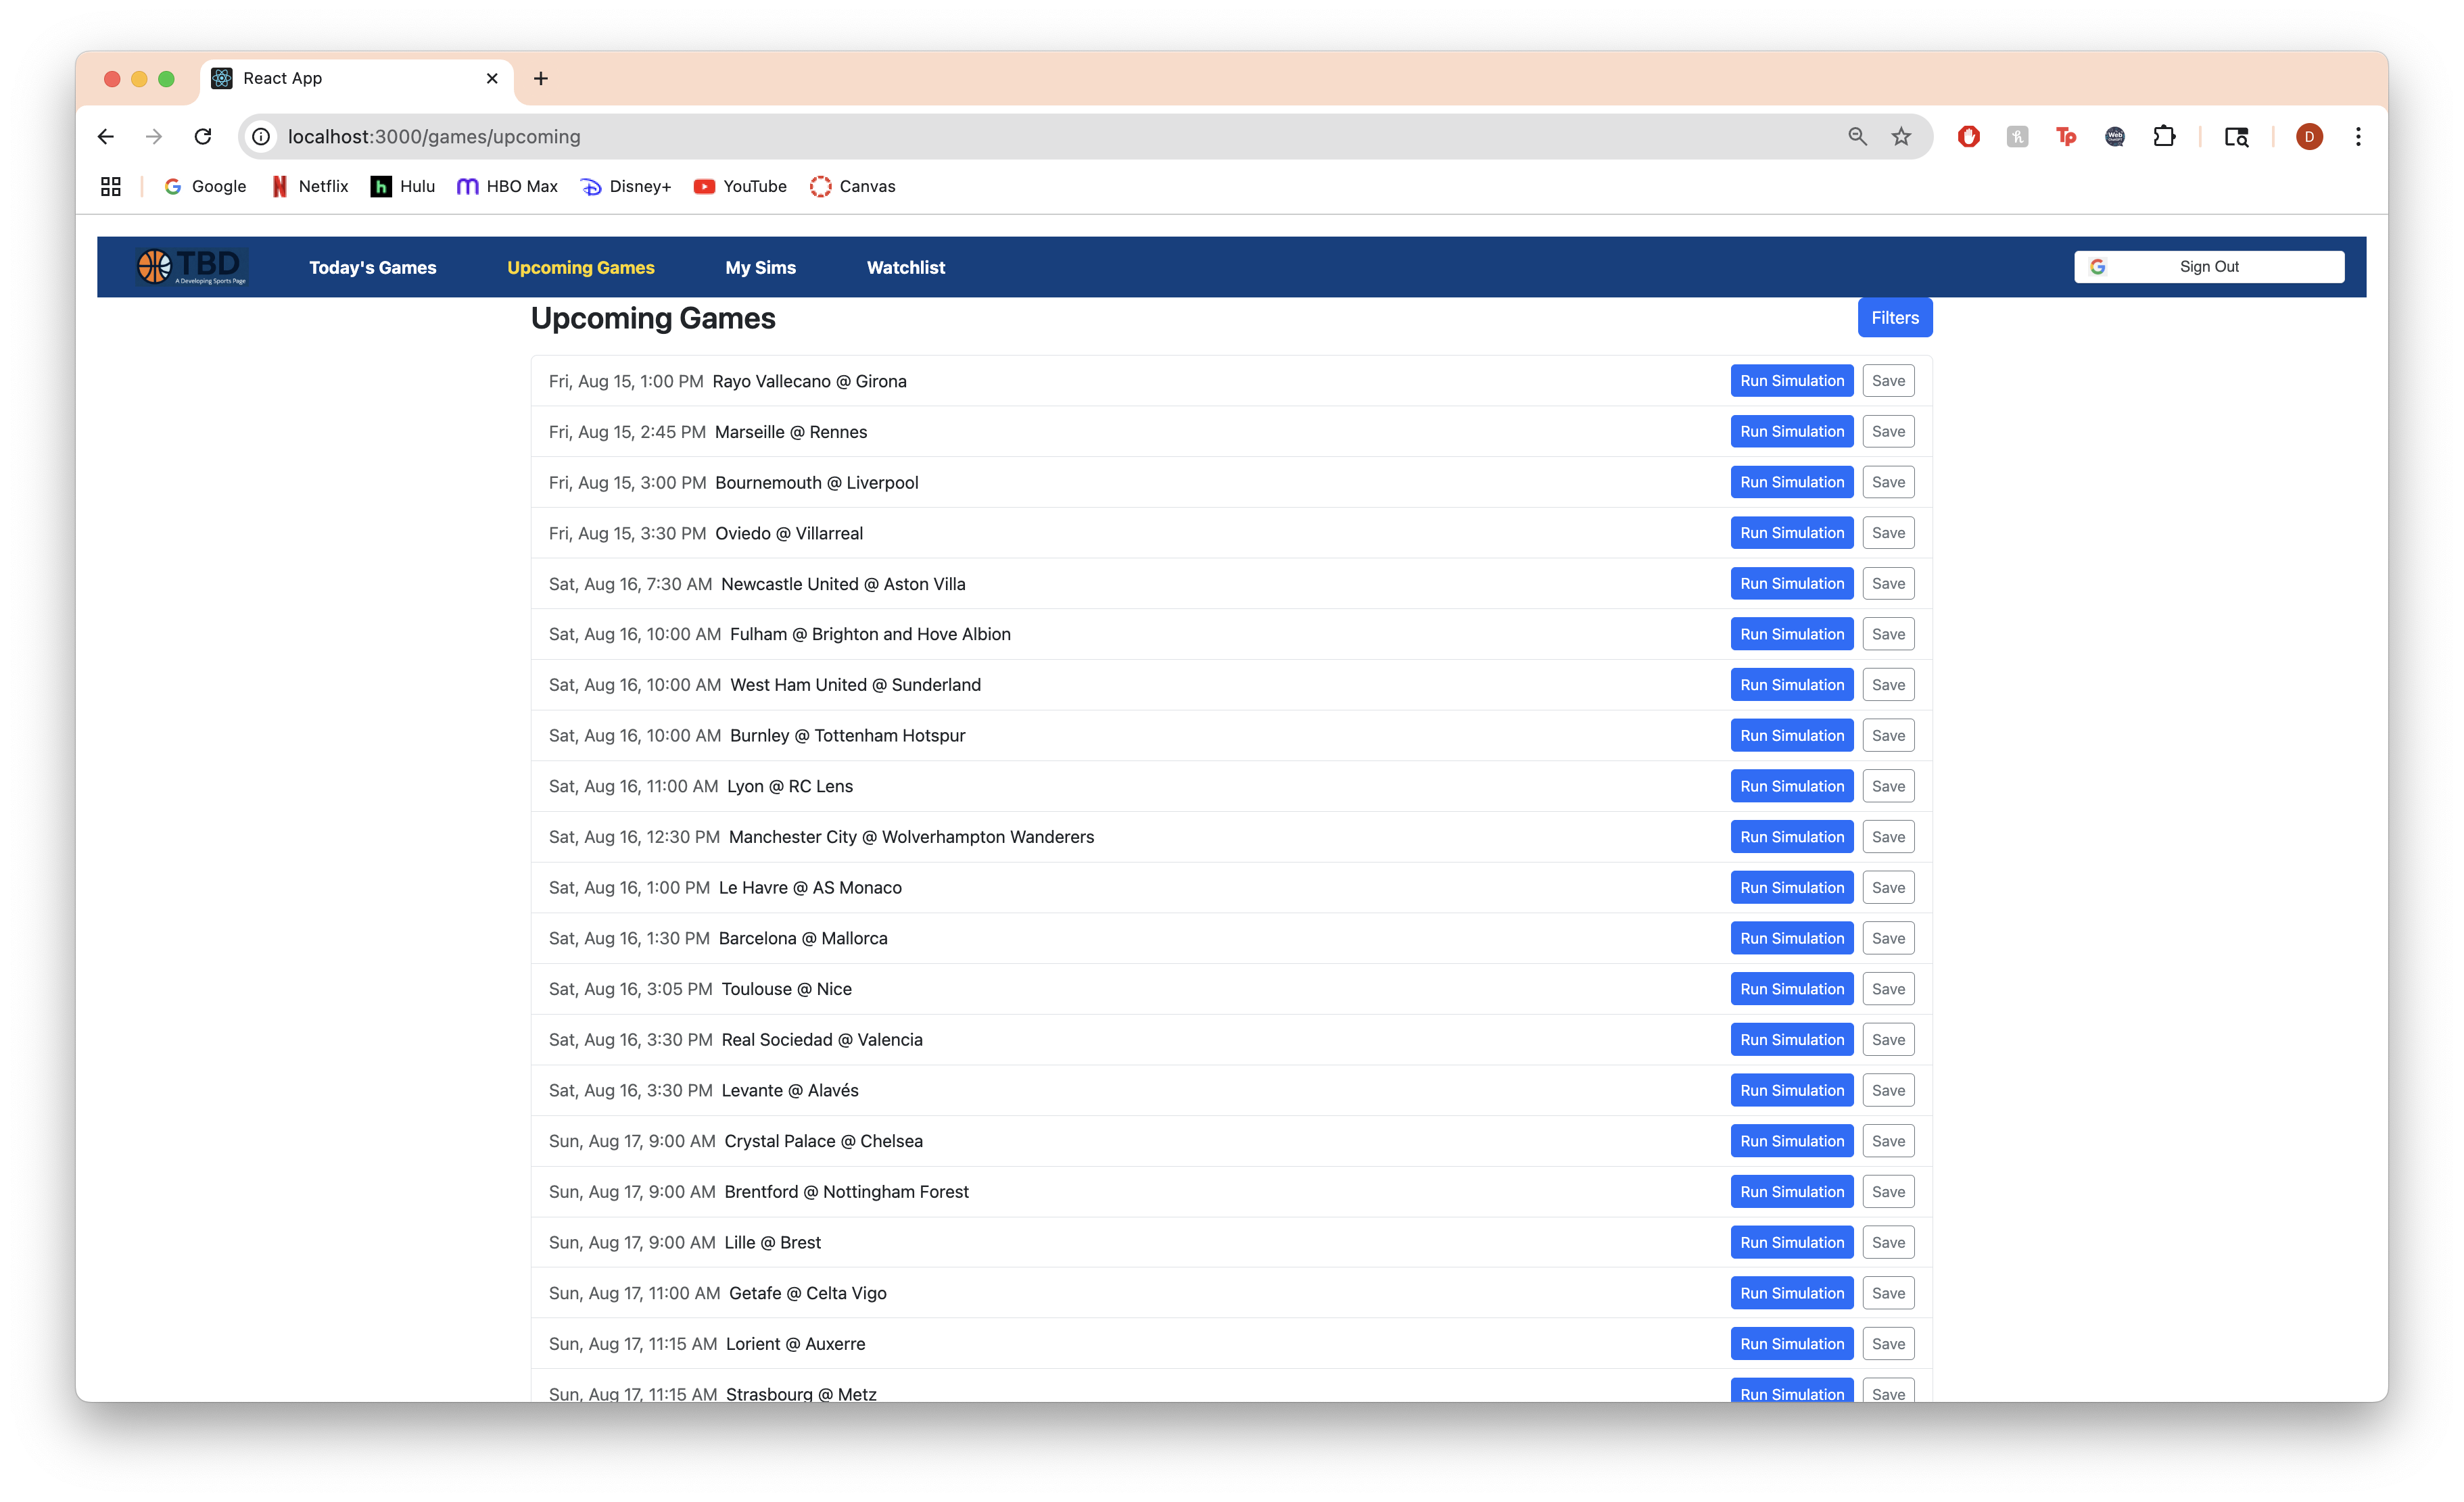 React App
localhost:3000/games/upcoming
Google Netflix Hulu HBO Max Disney+ YouTube Canvas
TBD
A Developing Sports Page
Today's Games Upcoming Games My Sims Watchlist Sign Out
Upcoming Games Filters
Fri, Aug 15, 1:00 PM Rayo Vallecano @ Girona Run Simulation Save
Fri, Aug 15, 2:45 PM Marseille @ Rennes Run Simulation Save
Fri, Aug 15, 3:00 PM Bournemouth @ Liverpool Run Simulation Save
Fri, Aug 15, 3:30 PM Oviedo @ Villarreal Run Simulation Save
Sat, Aug 16, 7:30 AM Newcastle United @ Aston Villa Run Simulation Save
Sat, Aug 16, 10:00 AM Fulham @ Brighton and Hove Albion Run Simulation Save
Sat, Aug 16, 10:00 AM West Ham United @ Sunderland Run Simulation Save
Sat, Aug 16, 10:00 AM Burnley @ Tottenham Hotspur Run Simulation Save
Sat, Aug 16, 11:00 AM Lyon @ RC Lens Run Simulation Save
Sat, Aug 16, 12:30 PM Manchester City @ Wolverhampton Wanderers Run Simulation Save
Sat, Aug 16, 1:00 PM Le Havre @ AS Monaco Run Simulation Save
Sat, Aug 16, 1:30 PM Barcelona @ Mallorca Run Simulation Save
Sat, Aug 16, 3:05 PM Toulouse @ Nice Run Simulation Save
Sat, Aug 16, 3:30 PM Real Sociedad @ Valencia Run Simulation Save
Sat, Aug 16, 3:30 PM Levante @ Alavés Run Simulation Save
Sun, Aug 17, 9:00 AM Crystal Palace @ Chelsea Run Simulation Save
Sun, Aug 17, 9:00 AM Brentford @ Nottingham Forest Run Simulation Save
Sun, Aug 17, 9:00 AM Lille @ Brest Run Simulation Save
Sun, Aug 17, 11:00 AM Getafe @ Celta Vigo Run Simulation Save
Sun, Aug 17, 11:15 AM Lorient @ Auxerre Run Simulation Save
Sun, Aug 17, 11:15 AM Strasbourg @ Metz Run Simulation Save